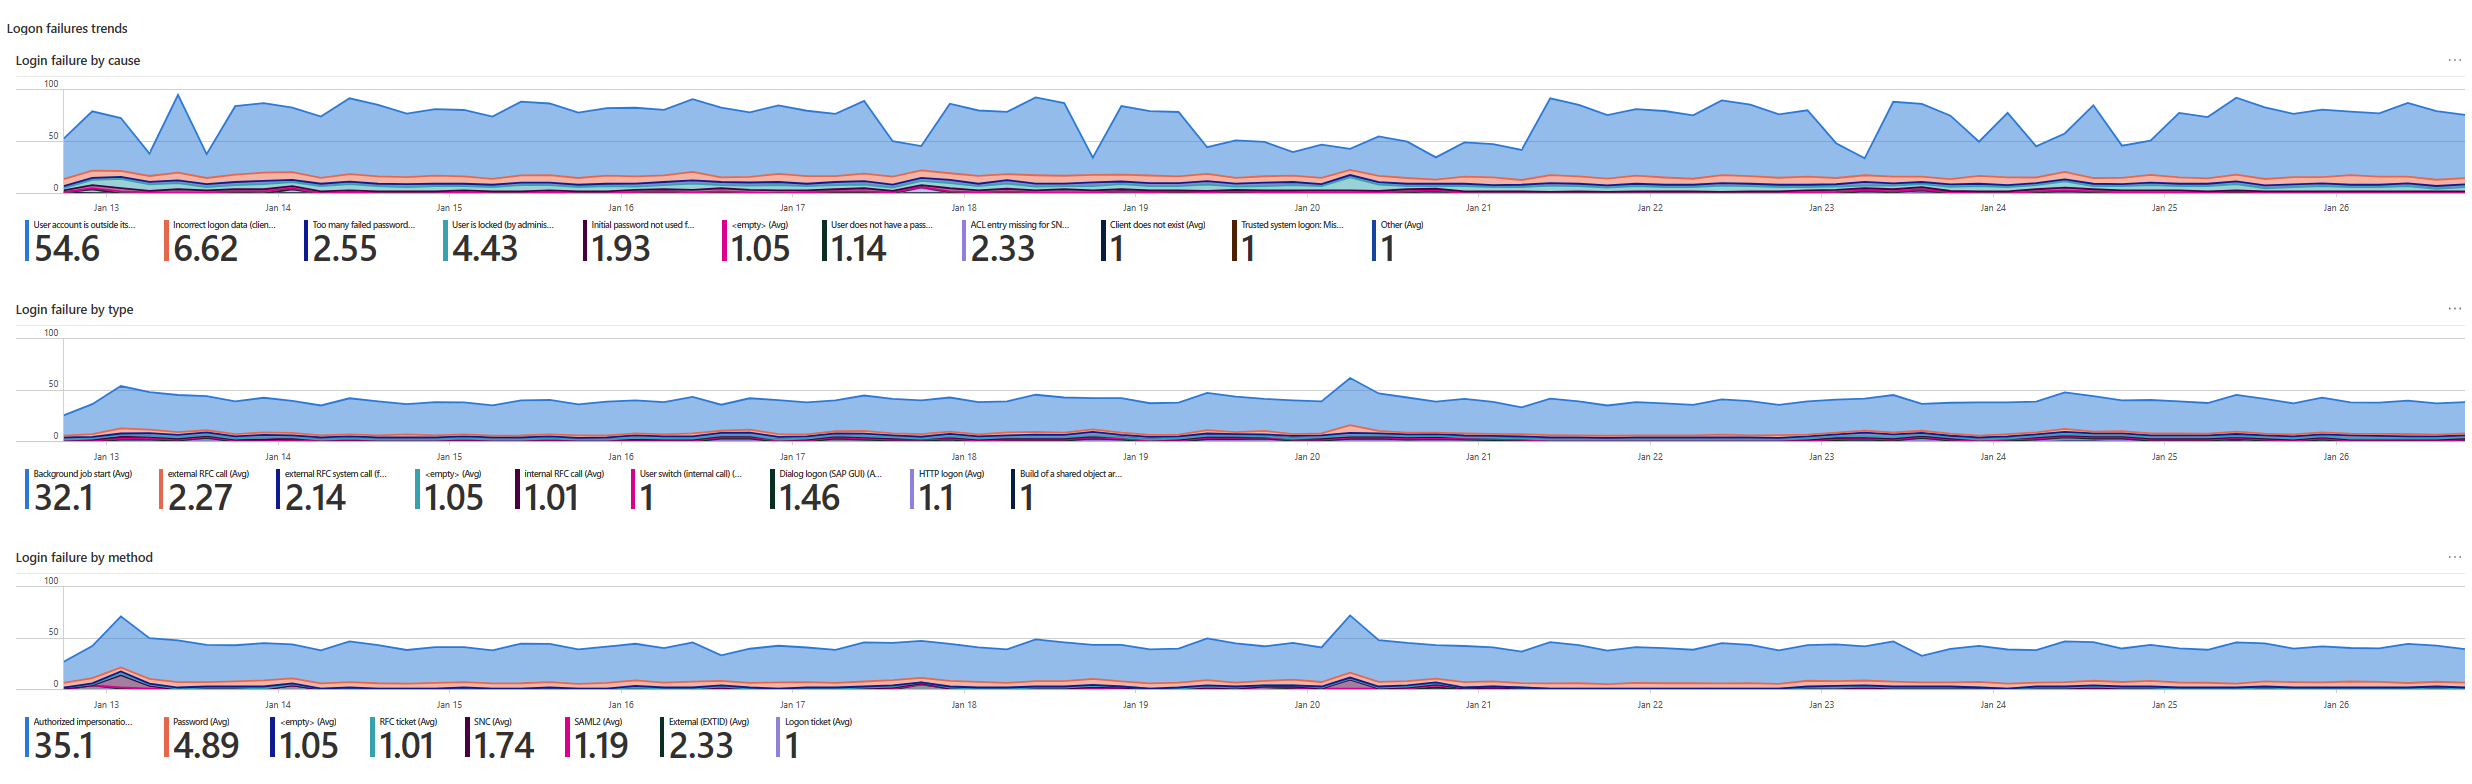 Logon failures trends
Login failure by cause
...
100
50
0
Jan 13 Jan 14 Jan 15 Jan 16 Jan 17 Jan 18 Jan 19 Jan 20 Jan 21 Jan 22 Jan 23 Jan 24 Jan 25 Jan 26
User account is outside its... Incorrect logon data (clien... Too many failed password... User is locked (by adminis... Initial password not used f... <empty> (Avg) User does not have a pass... ACL entry missing for SN... Client does not exist (Avg) Trusted system logon: Mis... Other (Avg)
54.6 6.62 2.55 4.43 1.93 1.05 1.14 2.33 1 1 1
Login failure by type
...
100
50
0
Jan 13 Jan 14 Jan 15 Jan 16 Jan 17 Jan 18 Jan 19 Jan 20 Jan 21 Jan 22 Jan 23 Jan 24 Jan 25 Jan 26
Background job start (Avg) external RFC call (Avg) external RFC system call (f... <empty> (Avg) internal RFC call (Avg) User switch (internal call) (... Dialog logon (SAP GUI) (A... HTTP logon (Avg) Build of a shared object ar...
32.1 2.27 2.14 1.05 1.01 1 1.46 1.1 1
Login failure by method
...
100
50
0
Jan 13 Jan 14 Jan 15 Jan 16 Jan 17 Jan 18 Jan 19 Jan 20 Jan 21 Jan 22 Jan 23 Jan 24 Jan 25 Jan 26
Authorized impersonatio... Password (Avg) <empty> (Avg) RFC ticket (Avg) SNC (Avg) SAML2 (Avg) External (EXTID) (Avg) Logon ticket (Avg)
35.1 4.89 1.05 1.01 1.74 1.19 2.33 1